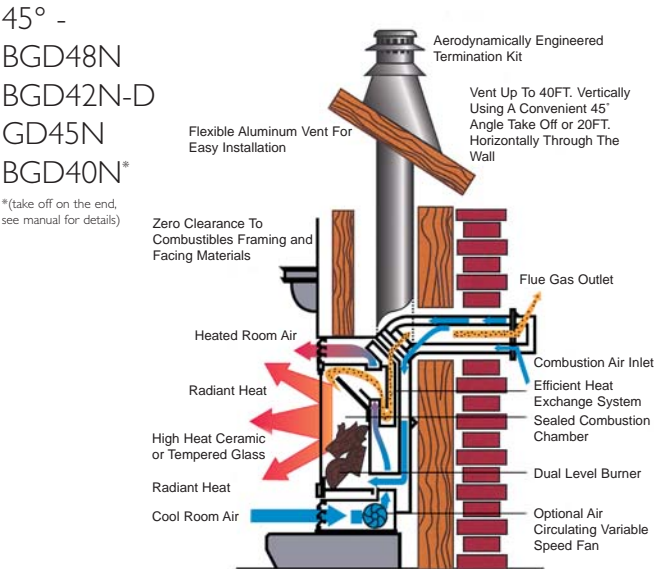 45° -
BGD48N
BGD42N-D
GD45N
BGD40N*
*(take off on the end,
see manual for details)
Aerodynamically Engineered
Termination Kit
Vent Up To 40FT. Vertically
Using A Convenient 45°
Angle Take Off or 20FT.
Horizontally Through The
Wall
Flexible Aluminum Vent For
Easy Installation
Zero Clearance To
Combustibles Framing and
Facing Materials
Flue Gas Outlet
Heated Room Air
Combustion Air Inlet
Radiant Heat
Efficient Heat
Exchange System
Sealed Combustion
Chamber
High Heat Ceramic
or Tempered Glass
Dual Level Burner
Radiant Heat
Cool Room Air
Optional Air
Circulating Variable
Speed Fan